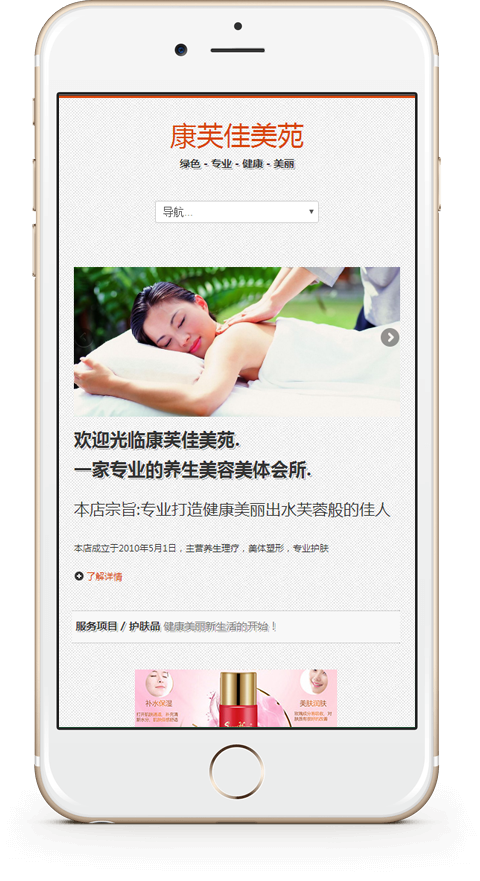 康芙佳美苑
绿色 - 专业 - 健康 - 美丽
导航...
欢迎光临康芙佳美苑.
一家专业的养生美容美体会所.
本店宗旨:专业打造健康美丽出水芙蓉般的佳人
本店成立于2010年5月1日，主营养生理疗，美体塑形，专业护肤
了解详情
服务项目 / 护肤品 健康美丽新生活的开始！
补水保湿
美肤润肤